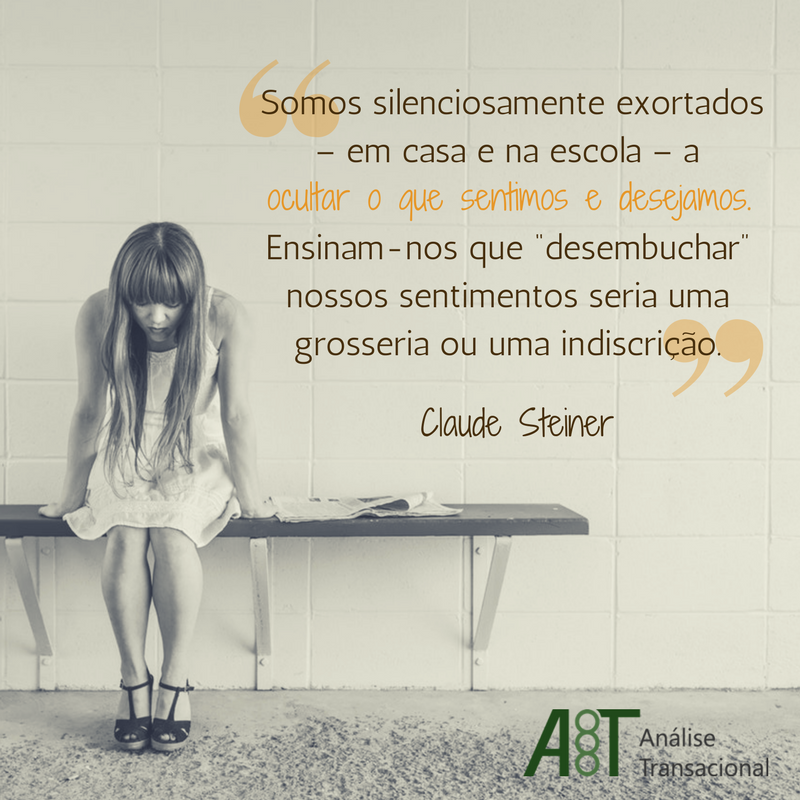 Somos silenciosamente exortados
– em casa e na escola – a
ocultar o que sentimos e desejamos.
Ensinam-nos que "desembuchar"
nossos sentimentos seria uma
grosseria ou uma indiscrição.
Claude Steiner
A8T Análise
Transacional